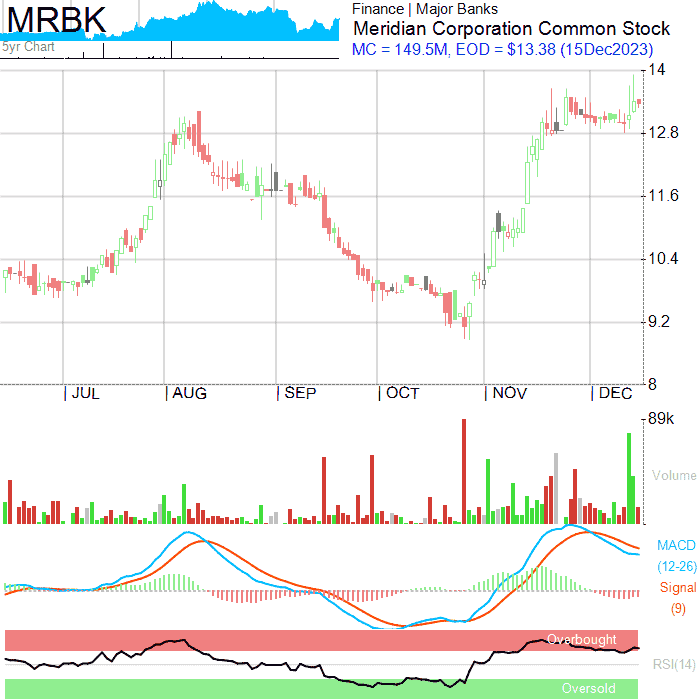 MRBK
5yr Chart
Finance | Major Banks
Meridian Corporation Common Stock
MC = 149.5M, EOD = $13.38 (15Dec2023)
14
12.8
11.6
10.4
9.2
8
JUL AUG SEP OCT NOV DEC
89k
Volume
MACD
(12-26)
Signal
(9)
Overbought
RSI(14)
Oversold